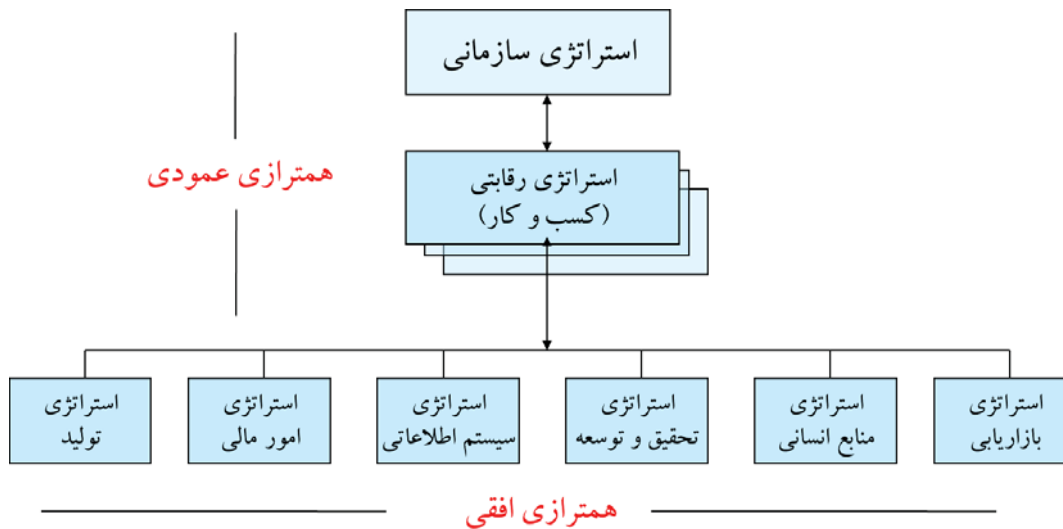 استراتژی سازمانی
همترازی عمودی
استراتژی رقابتی
(کسب و کار)
استراتژی
بازاریابی
استراتژی
منابع انسانی
استراتژی
تحقیق و توسعه
استراتژی
سیستم اطلاعاتی
استراتژی
امور مالی
استراتژی
تولید
همترازی افقی